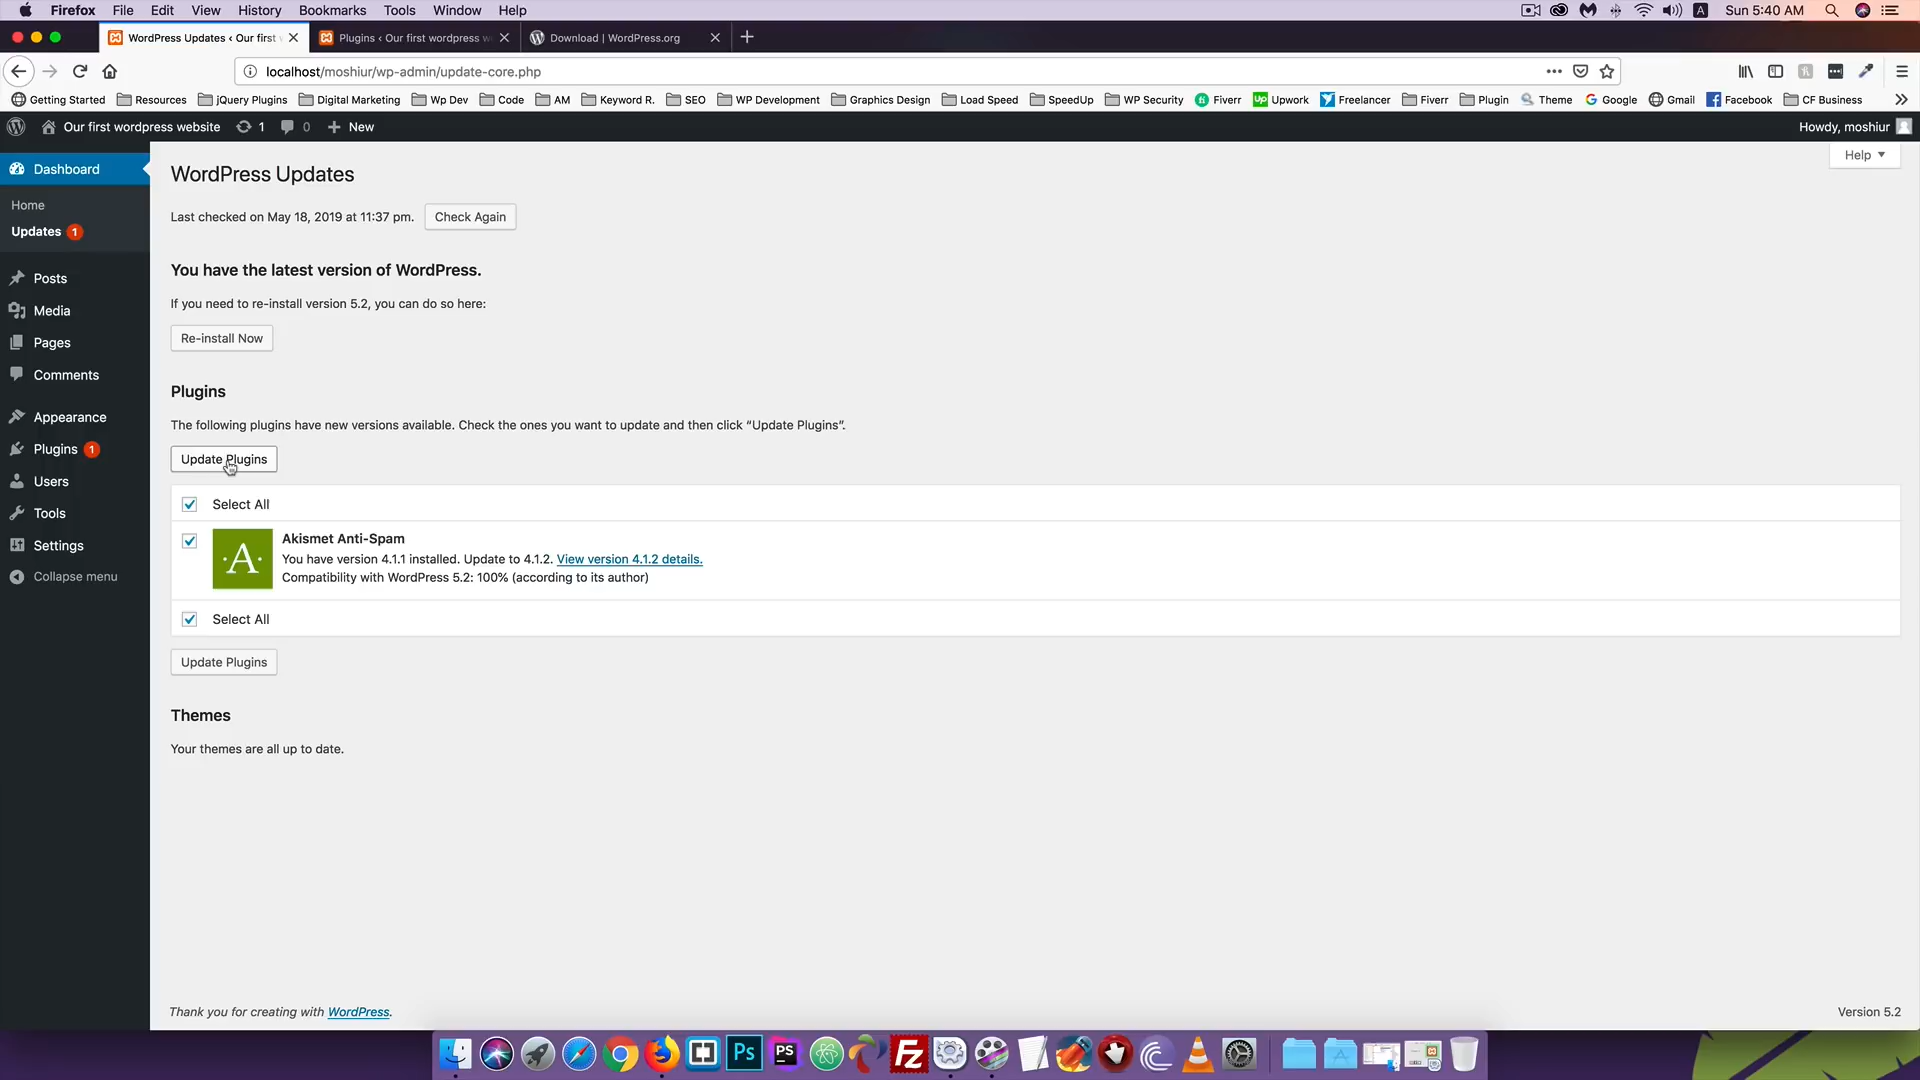 Firefox File Edit View History Bookmarks Tools Window Help Sun 5:40 AM
WordPress Updates ‹ Our first Plugins ‹ Our first wordpress w Download | WordPress.org
localhost/moshiur/wp-admin/update-core.php
Getting Started Resources jQuery Plugins Digital Marketing Wp Dev Code AM Keyword R. SEO WP Development Graphics Design Load Speed SpeedUp WP Security Fiverr Upwork Freelancer Fiverr Plugin Theme Google Gmail Facebook CF Business
Our first wordpress website 1 0 New Howdy, moshiur
Help
Dashboard
Home
Updates 1
Posts
Media
Pages
Comments
Appearance
Plugins 1
Users
Tools
Settings
Collapse menu
WordPress Updates
Last checked on May 18, 2019 at 11:37 pm. Check Again
You have the latest version of WordPress.
If you need to re-install version 5.2, you can do so here:
Re-install Now
Plugins
The following plugins have new versions available. Check the ones you want to update and then click “Update Plugins”.
Update Plugins
Select All
A
Akismet Anti-Spam
You have version 4.1.1 installed. Update to 4.1.2. View version 4.1.2 details.
Compatibility with WordPress 5.2: 100% (according to its author)
Select All
Update Plugins
Themes
Your themes are all up to date.
Thank you for creating with WordPress. Version 5.2
Ps PS Fz